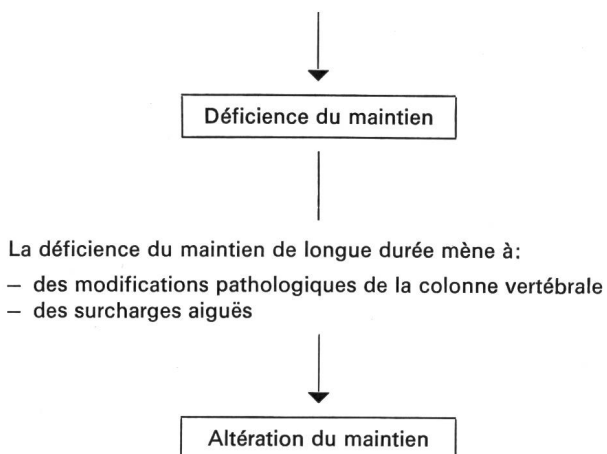 Déficience du maintien
La déficience du maintien de longue durée mène à:
— des modifications pathologiques de la colonne vertébrale
— des surcharges aiguës
Altération du maintien